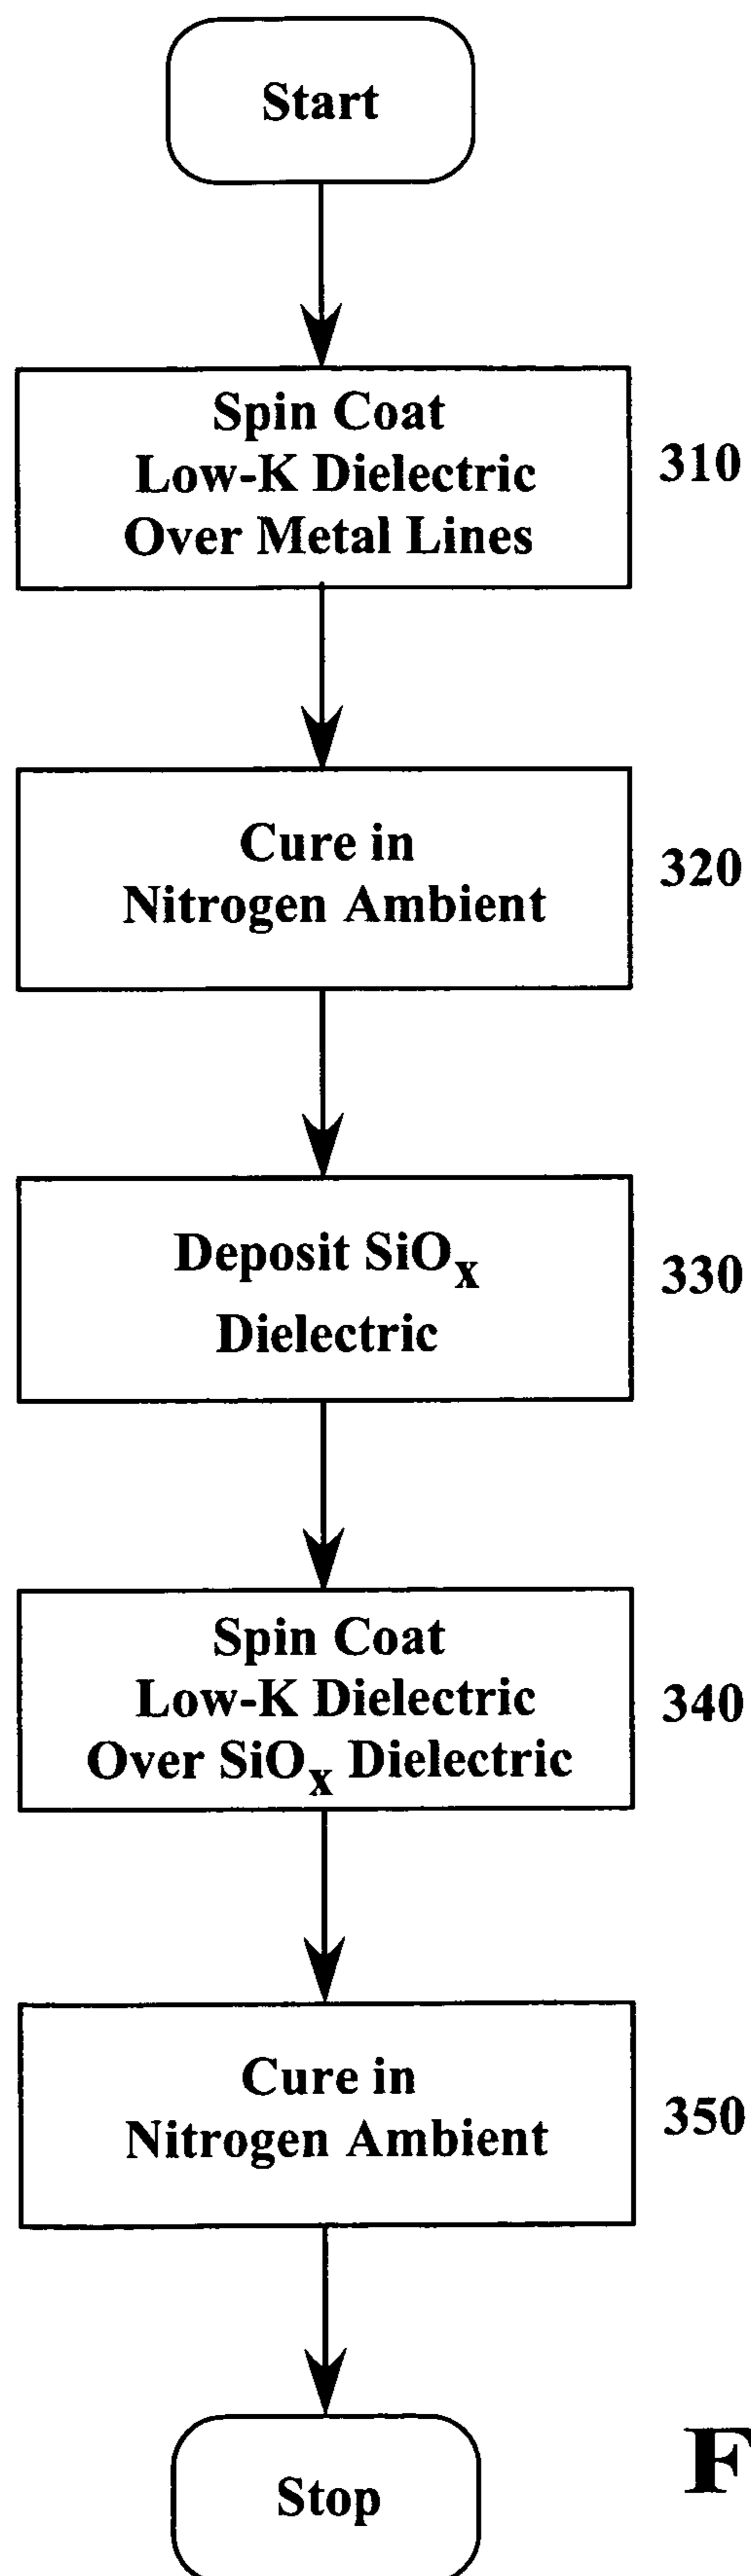 Start
Spin Coat
Low-K Dielectric
Over Metal Lines
310
Cure in
Nitrogen Ambient
320
Deposit SiOx
Dielectric
330
Spin Coat
Low-K Dielectric
Over SiOx Dielectric
340
Cure in
Nitrogen Ambient
350
Stop
F